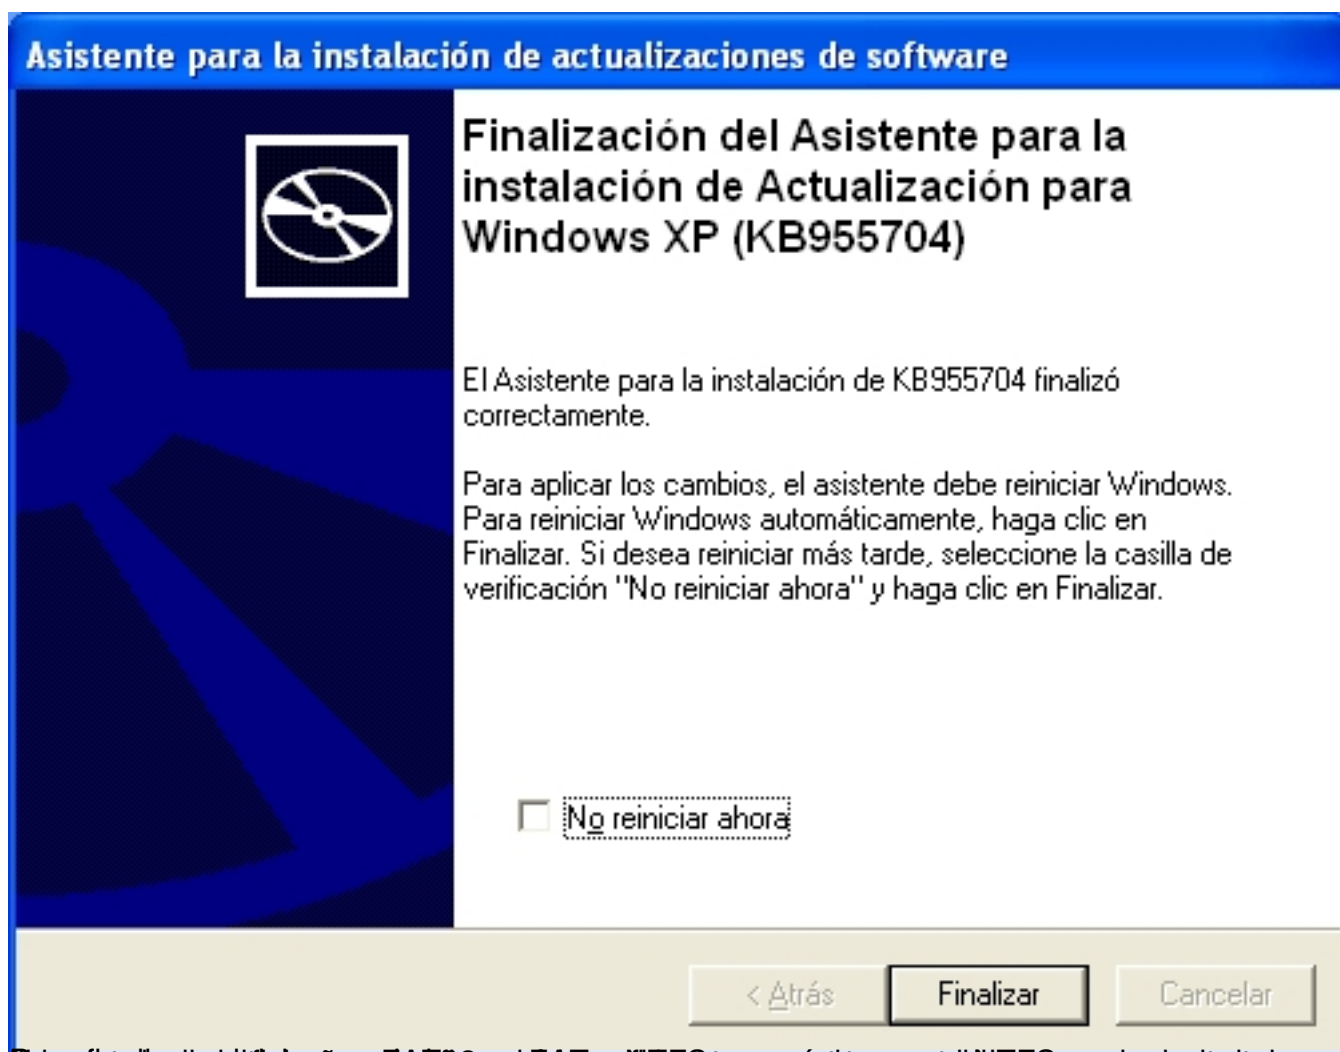 Asistente para la instalación de actualizaciones de software
Finalización del Asistente para la
instalación de Actualización para
Windows XP (KB955704)
El Asistente para la instalación de KB955704 finalizó
correctamente.
Para aplicar los cambios, el asistente debe reiniciar Windows.
Para reiniciar Windows automáticamente, haga clic en
Finalizar. Si desea reiniciar más tarde, seleccione la casilla de
verificación "No reiniciar ahora" y haga clic en Finalizar.
No reiniciar ahora
< Atrás Finalizar Cancelar